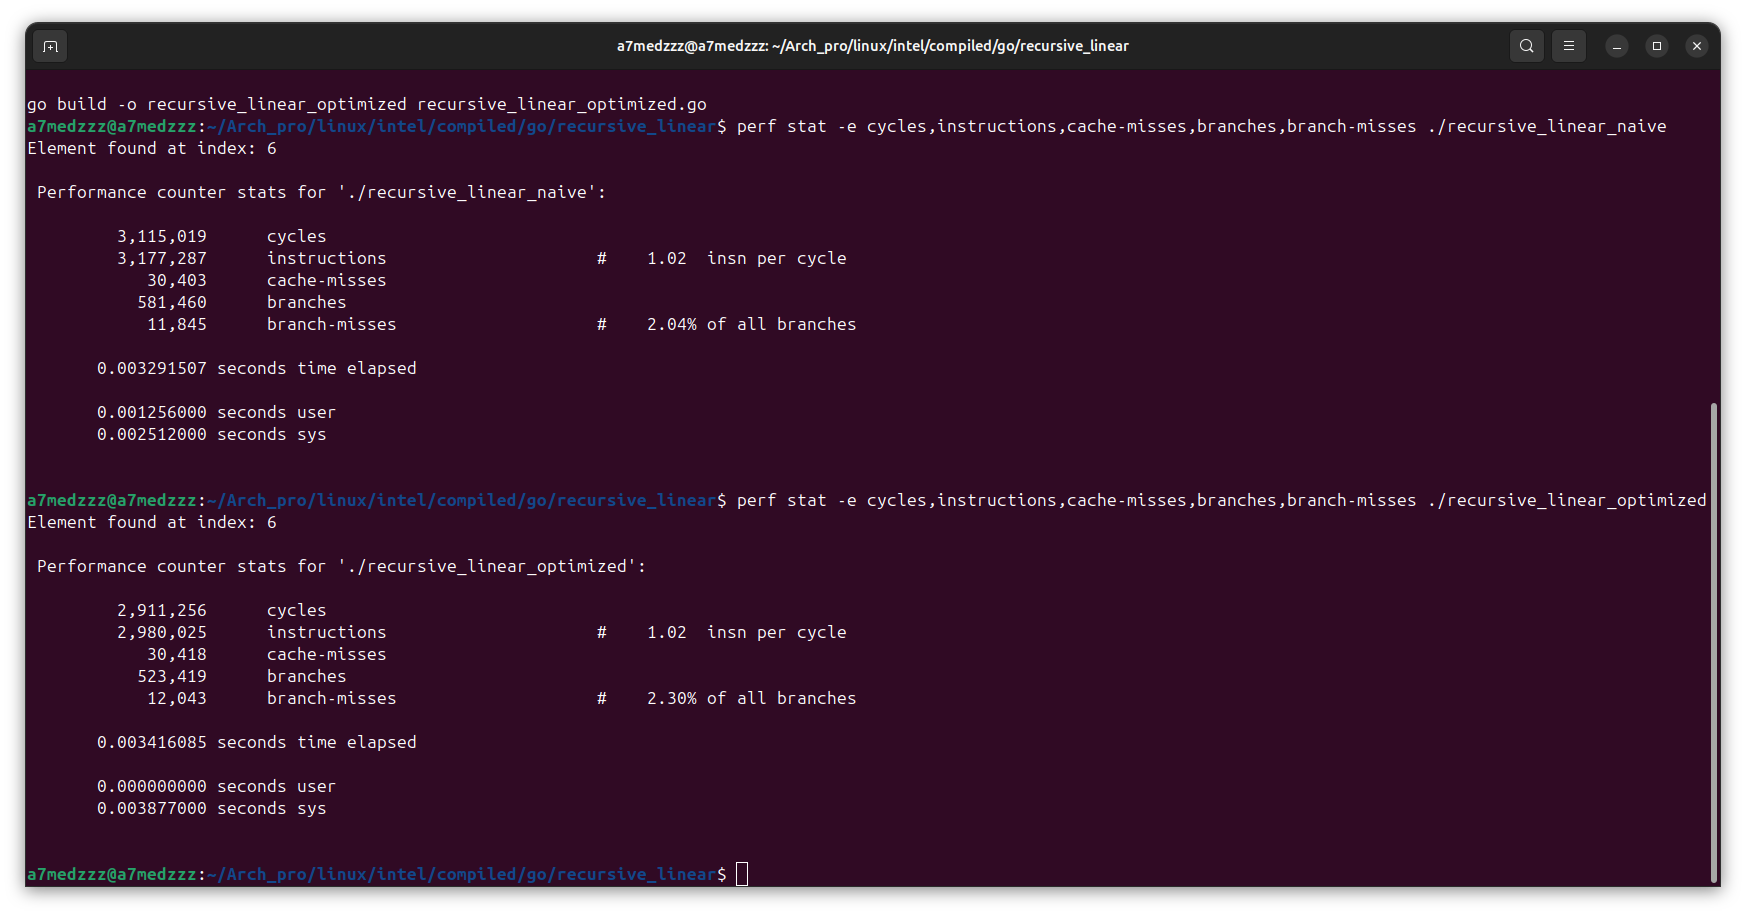 a7medzzz@a7medzzz: ~/Arch_pro/linux/intel/compiled/go/recursive_linear
go build -o recursive_linear_optimized recursive_linear_optimized.go
a7medzzz@a7medzzz:~/Arch_pro/linux/intel/compiled/go/recursive_linear$ perf stat -e cycles,instructions,cache-misses,branches,branch-misses ./recursive_linear_naive
Element found at index: 6
Performance counter stats for './recursive_linear_naive':
3,115,019 cycles
3,177,287 instructions # 1.02 insn per cycle
30,403 cache-misses
581,460 branches
11,845 branch-misses # 2.04% of all branches
0.003291507 seconds time elapsed
0.001256000 seconds user
0.002512000 seconds sys
a7medzzz@a7medzzz:~/Arch_pro/linux/intel/compiled/go/recursive_linear$ perf stat -e cycles,instructions,cache-misses,branches,branch-misses ./recursive_linear_optimized
Element found at index: 6
Performance counter stats for './recursive_linear_optimized':
2,911,256 cycles
2,980,025 instructions # 1.02 insn per cycle
30,418 cache-misses
523,419 branches
12,043 branch-misses # 2.30% of all branches
0.003416085 seconds time elapsed
0.000000000 seconds user
0.003877000 seconds sys
a7medzzz@a7medzzz:~/Arch_pro/linux/intel/compiled/go/recursive_linear$